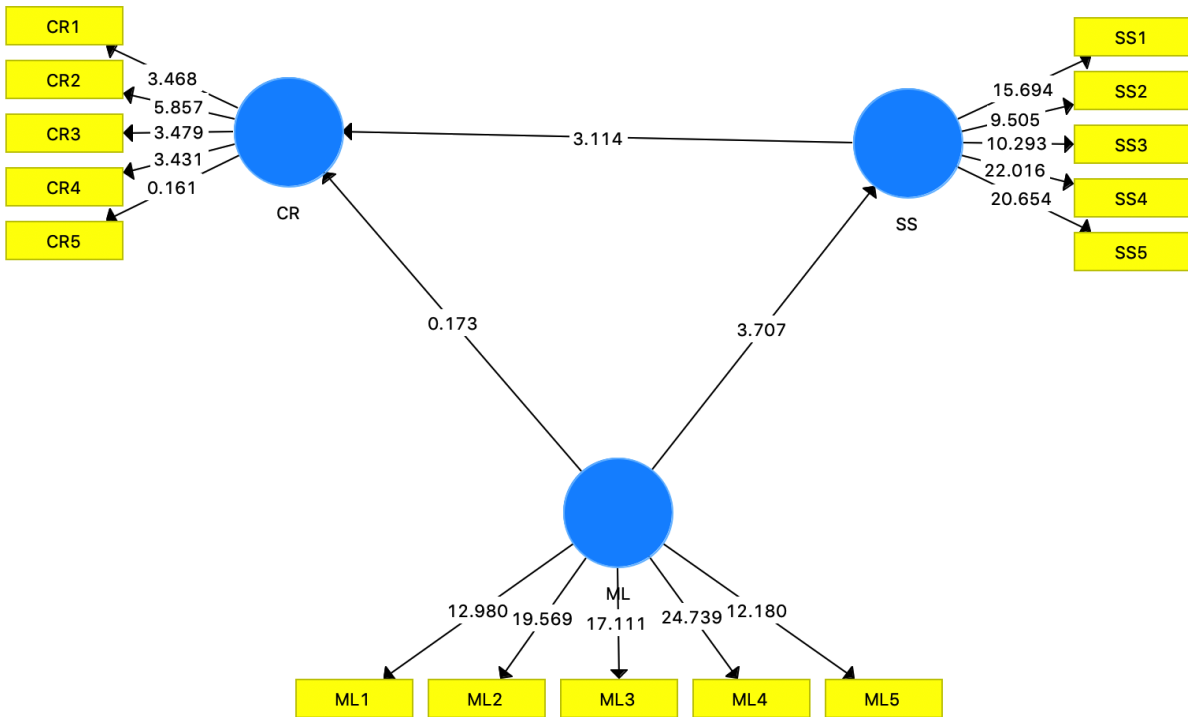 CR1
CR2
CR3
CR4
CR5
3.468
5.857
3.479
3.431
0.161
CR
3.114
SS
15.694
9.505
10.293
22.016
20.654
SS1
SS2
SS3
SS4
SS5
0.173
3.707
ML
12.980
19.569
17.111
24.739
12.180
ML1
ML2
ML3
ML4
ML5